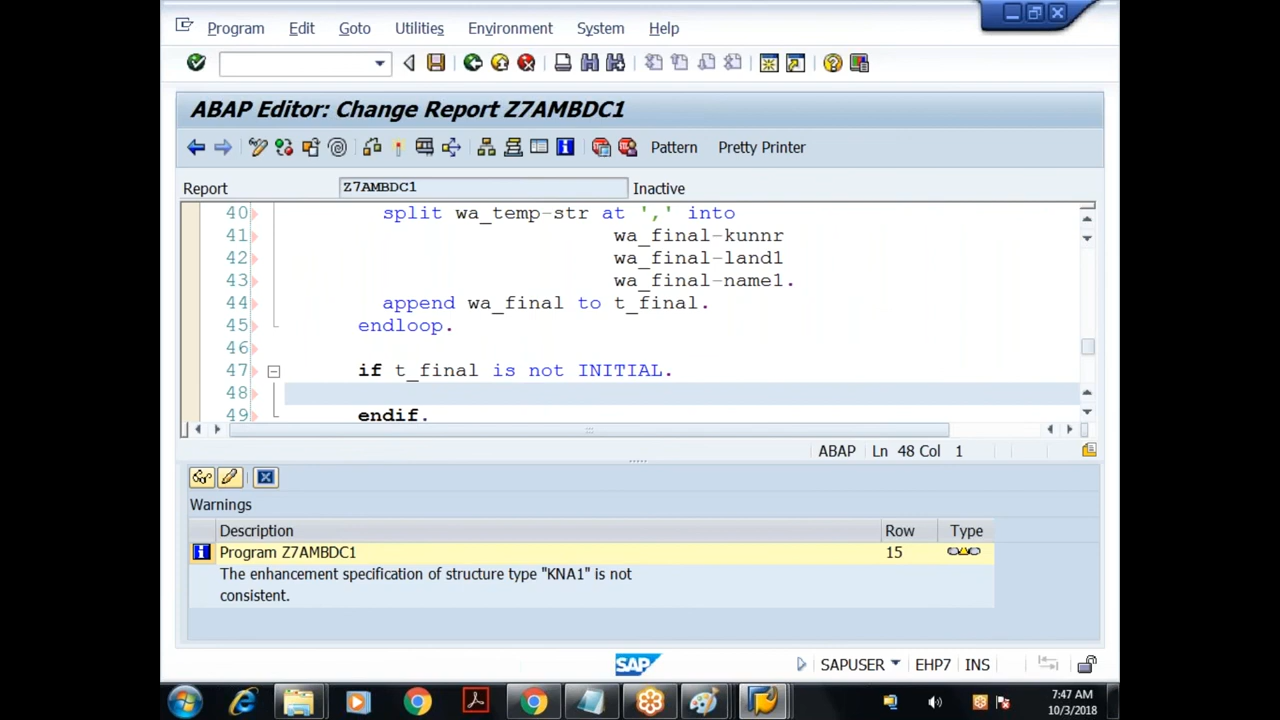 Program Edit Goto Utilities Environment System Help
ABAP Editor: Change Report Z7AMBDC1
Pattern Pretty Printer
Report Z7AMBDC1 Inactive
40 split wa_temp-str at ',' into
41 wa_final-kunnr
42 wa_final-land1
43 wa_final-name1.
44 append wa_final to t_final.
45 endloop.
46
47 if t_final is not INITIAL.
48
49 endif.
ABAP Ln 48 Col 1
Warnings
Description Row Type
Program Z7AMBDC1 15
The enhancement specification of structure type "KNA1" is not
consistent.
SAP SAPUSER EHP7 INS
7:47 AM
10/3/2018